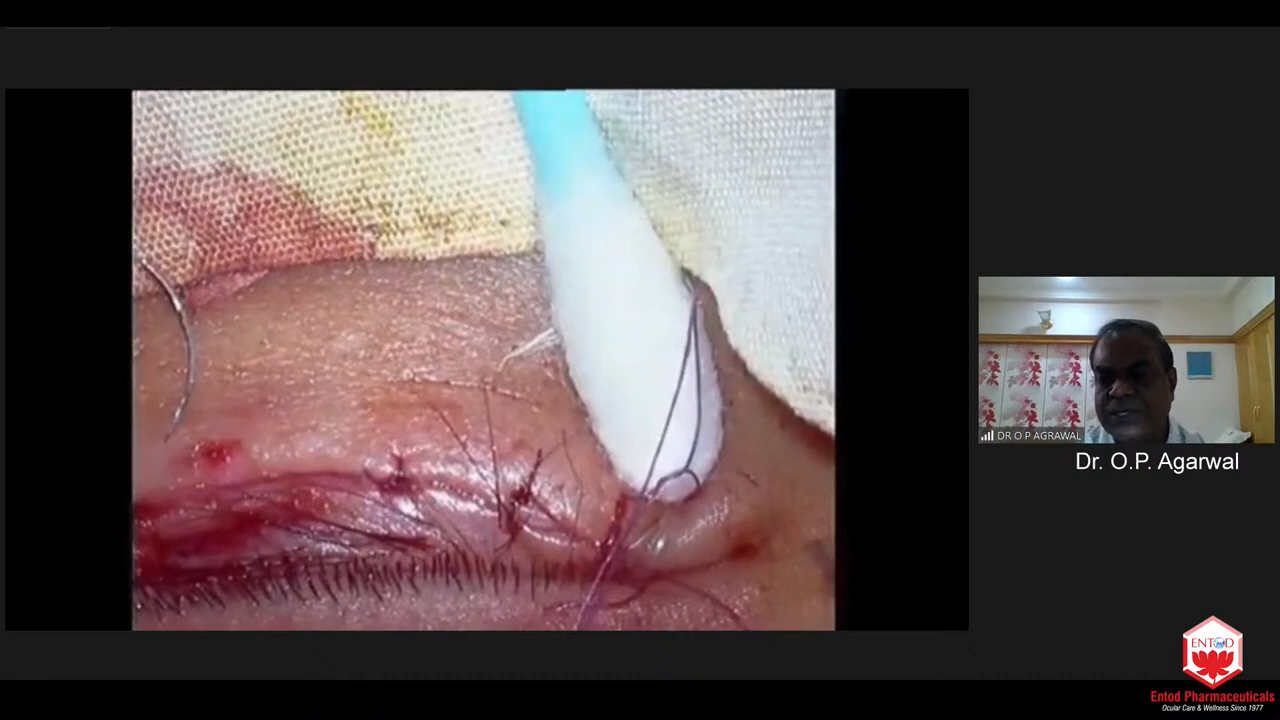 DR O P AGRAWAL
Dr. O.P. Agarwal
ENTOD
Entod Pharmaceuticals
Ocular Care & Wellness Since 1977